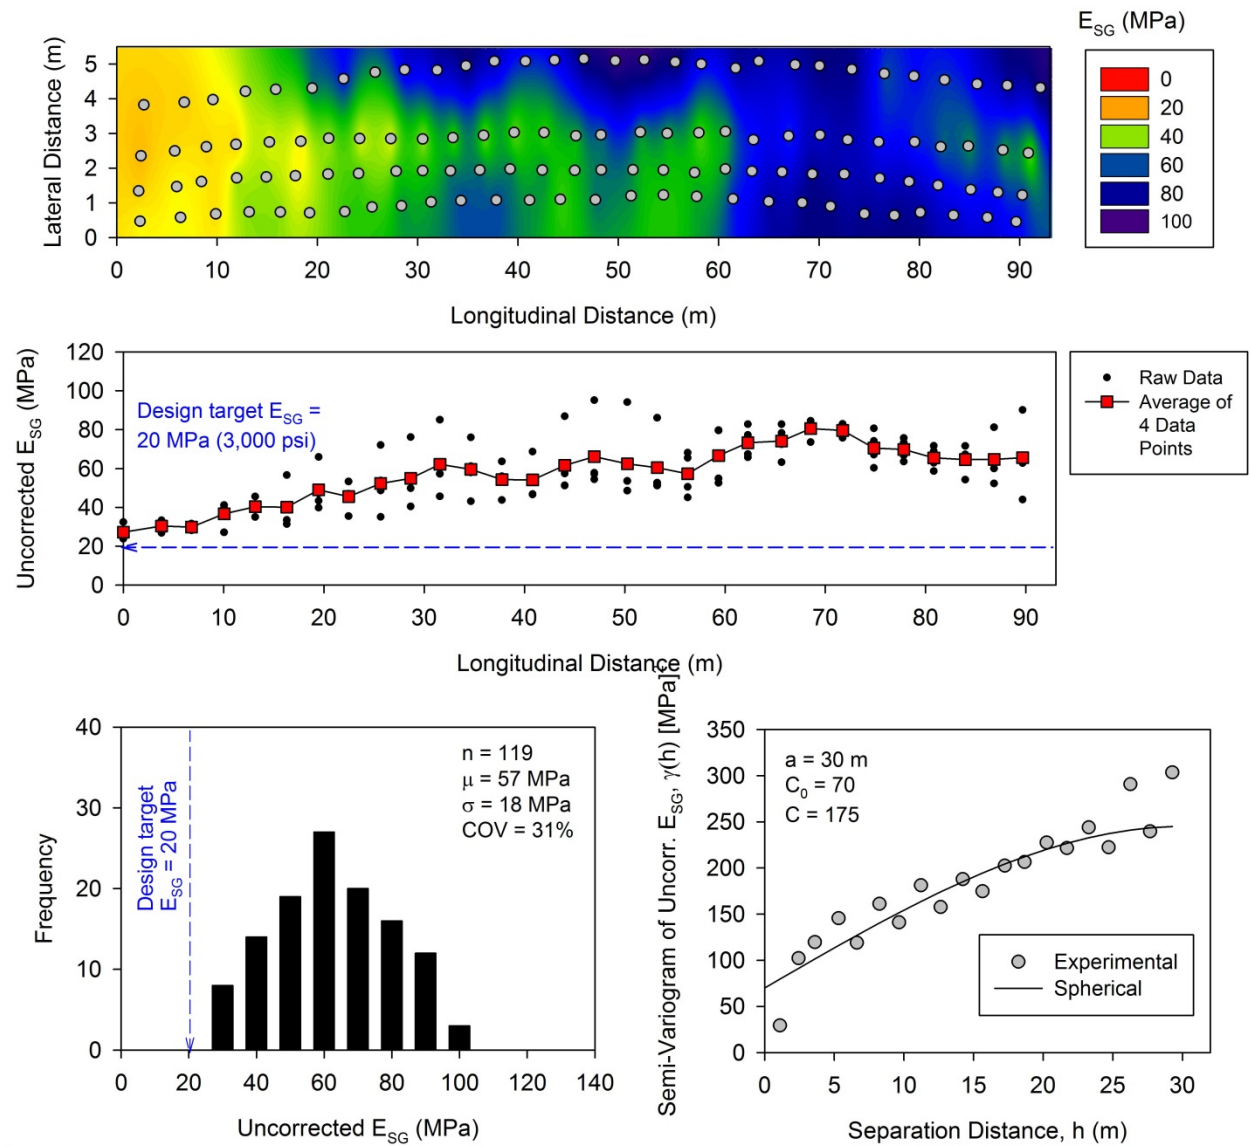 E_SG (MPa)
Lateral Distance (m)
5
4
3
2
1
0
0 10 20 30 40 50 60 70 80 90
Longitudinal Distance (m)
0
20
40
60
80
100
Uncorrected E_SG (MPa)
120
100
80
60
40
20
0
Design target E_SG =
20 MPa (3,000 psi)
Raw Data
Average of
4 Data
Points
0 10 20 30 40 50 60 70 80 90
Longitudinal Distance (m)
Frequency
40
30
20
10
0
Design target
E_SG = 20 MPa
n = 119
μ = 57 MPa
σ = 18 MPa
COV = 31%
0 20 40 60 80 100 120 140
Uncorrected E_SG (MPa)
Semi-Variogram of Uncorr. E_SG, γ(h) [MPa]²
350
300
250
200
150
100
50
0
a = 30 m
C₀ = 70
C = 175
Experimental
Spherical
0 5 10 15 20 25 30
Separation Distance, h (m)